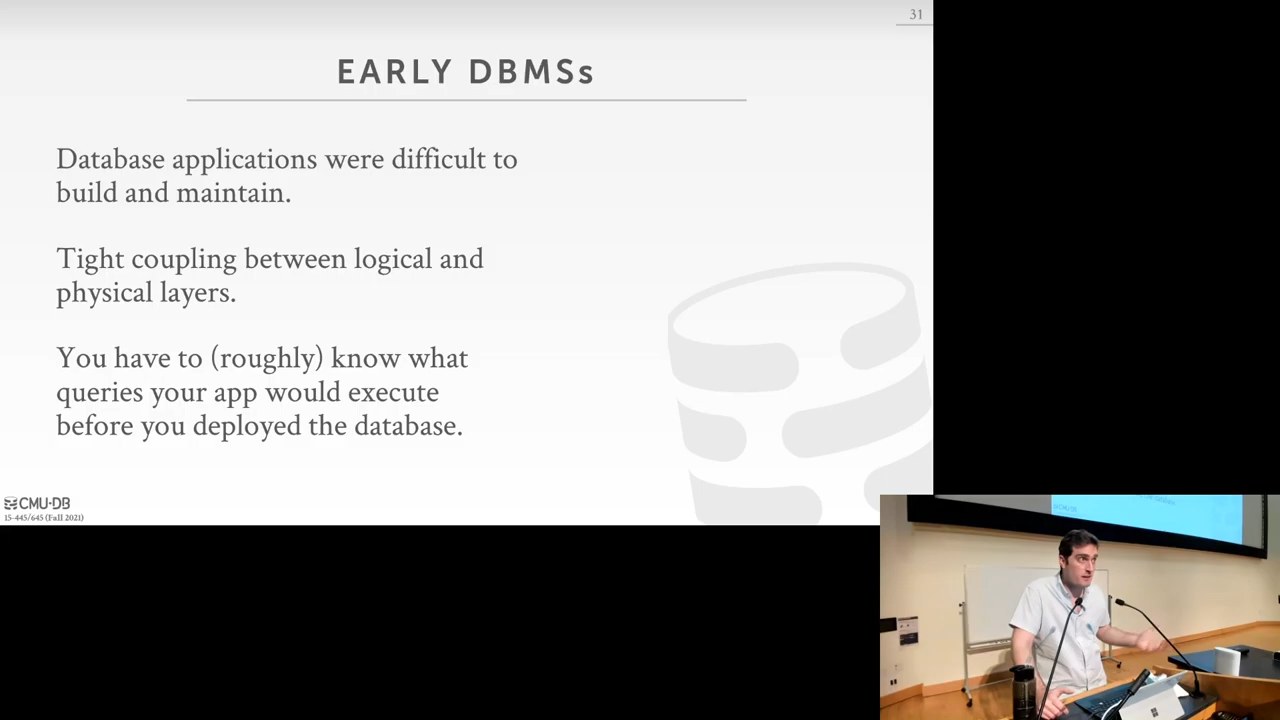 31
EARLY DBMSs
Database applications were difficult to
build and maintain.
Tight coupling between logical and
physical layers.
You have to (roughly) know what
queries your app would execute
before you deployed the database.
CMU·DB
15-445/645 (Fall 2021)